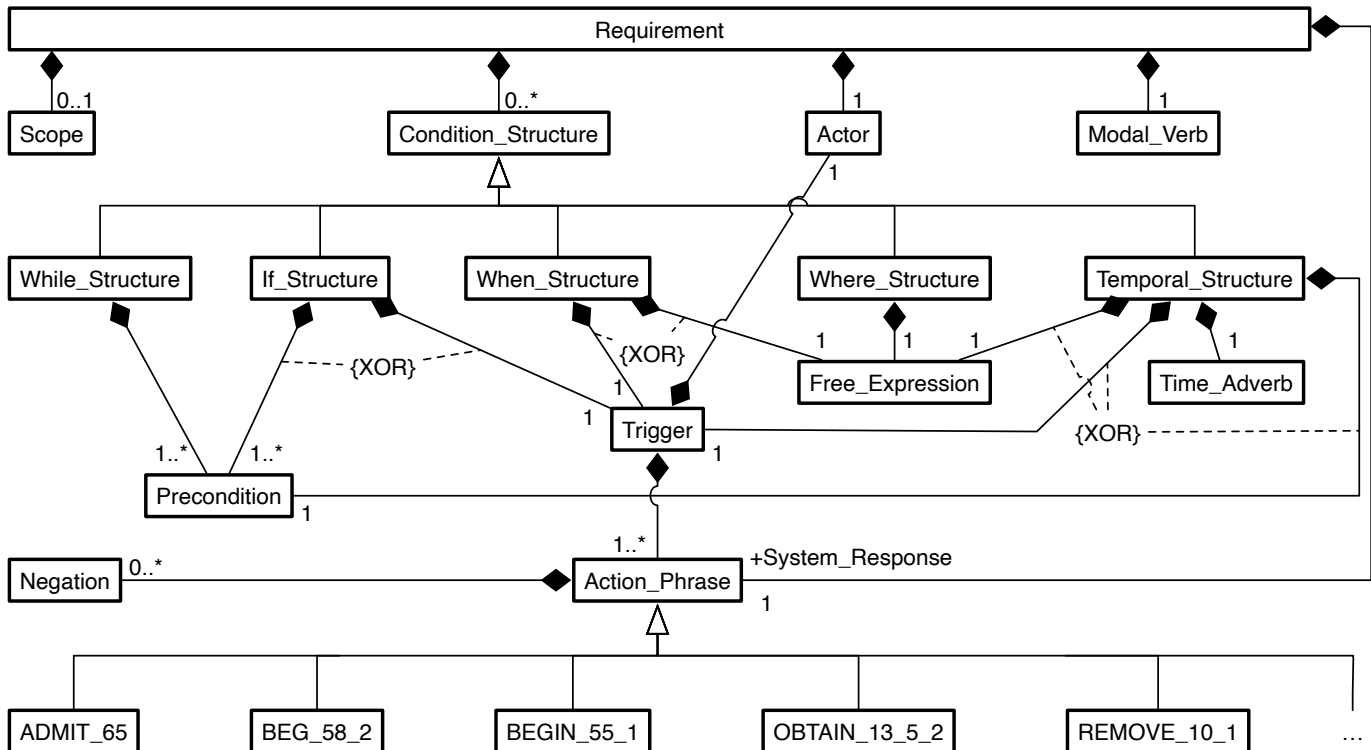 Requirement
0..1
0..*
1
1
Scope
Condition_Structure
Actor
Modal_Verb
1
While_Structure
If_Structure
When_Structure
Where_Structure
Temporal_Structure
{XOR}
{XOR}
1
1
1
1
Free_Expression
Time_Adverb
1
1
Trigger
1
{XOR}
1..*
1..*
Precondition
1
1..*
+System_Response
0..*
Negation
Action_Phrase
1
ADMIT_65
BEG_58_2
BEGIN_55_1
OBTAIN_13_5_2
REMOVE_10_1
...